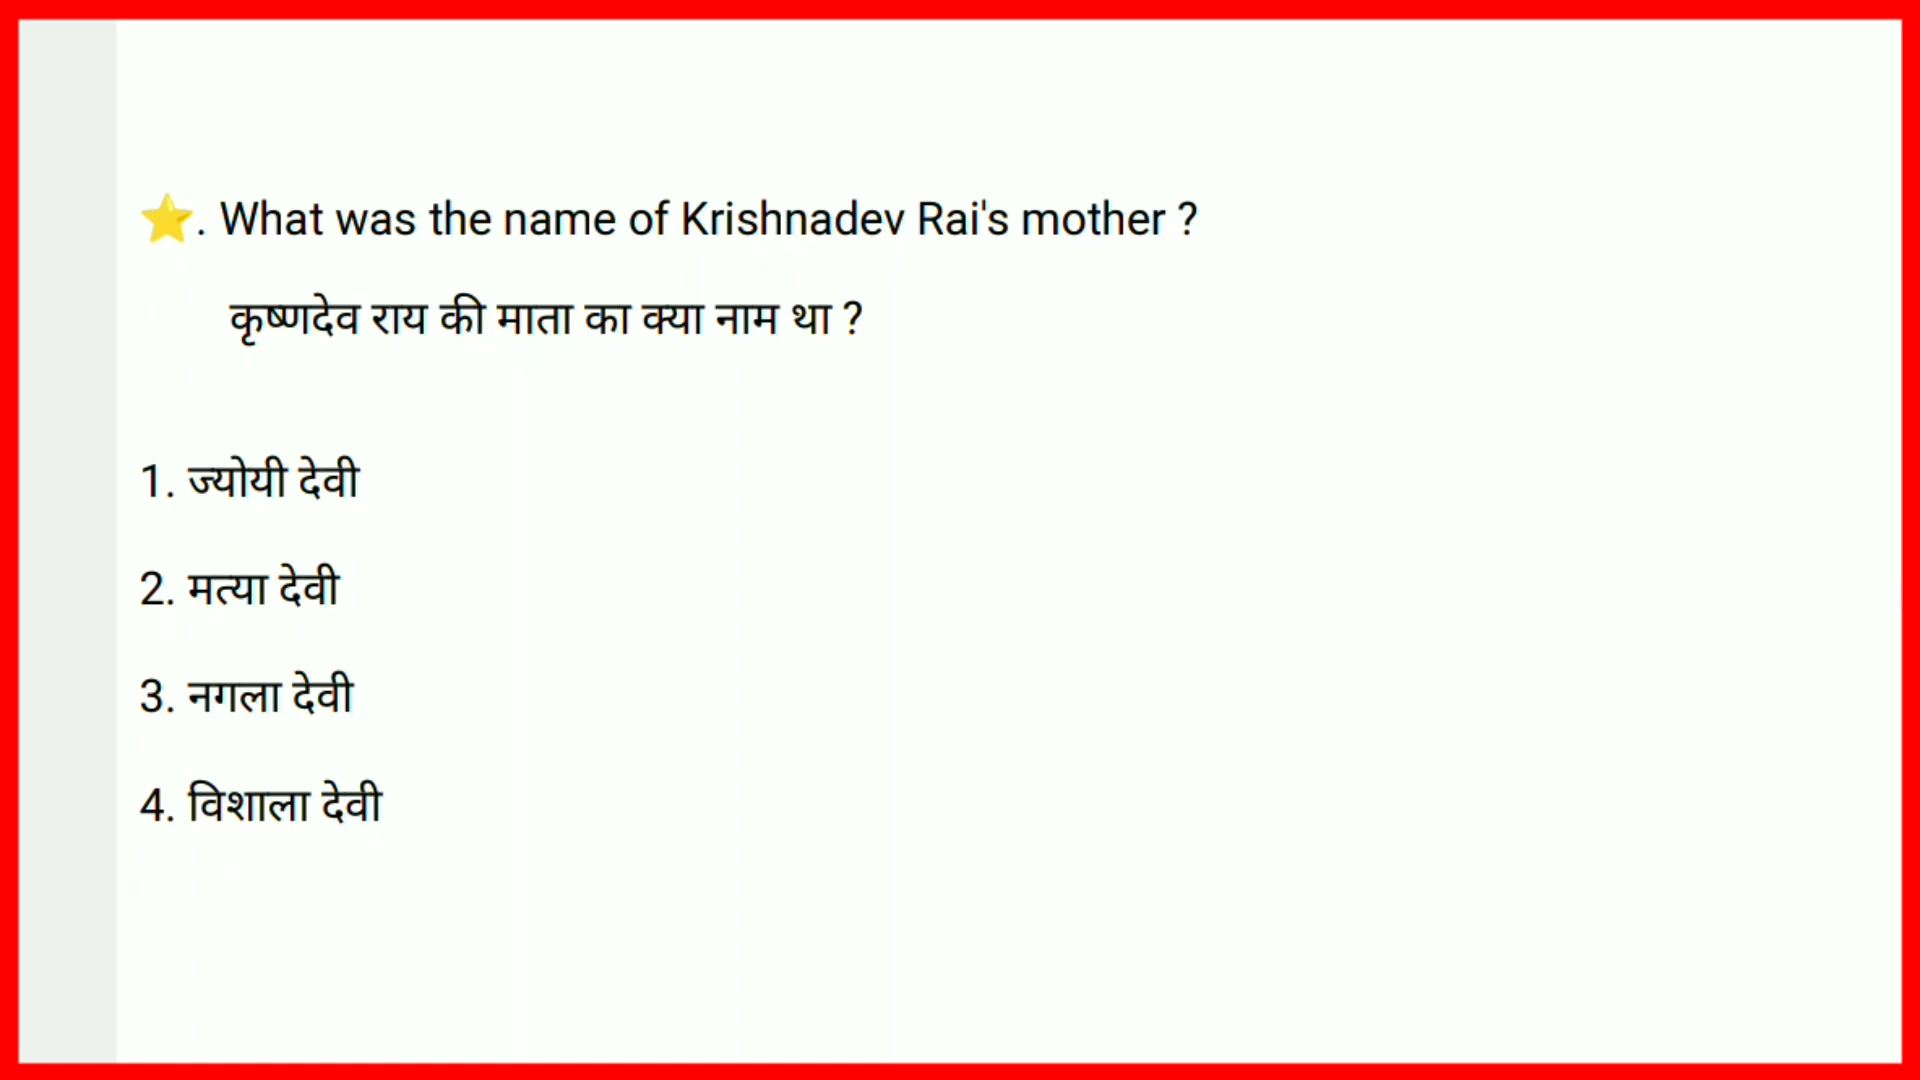 ⭐. What was the name of Krishnadev Rai's mother ?
कृष्णदेव राय की माता का क्या नाम था ?
1. ज्योयी देवी
2. मत्या देवी
3. नगला देवी
4. विशाला देवी